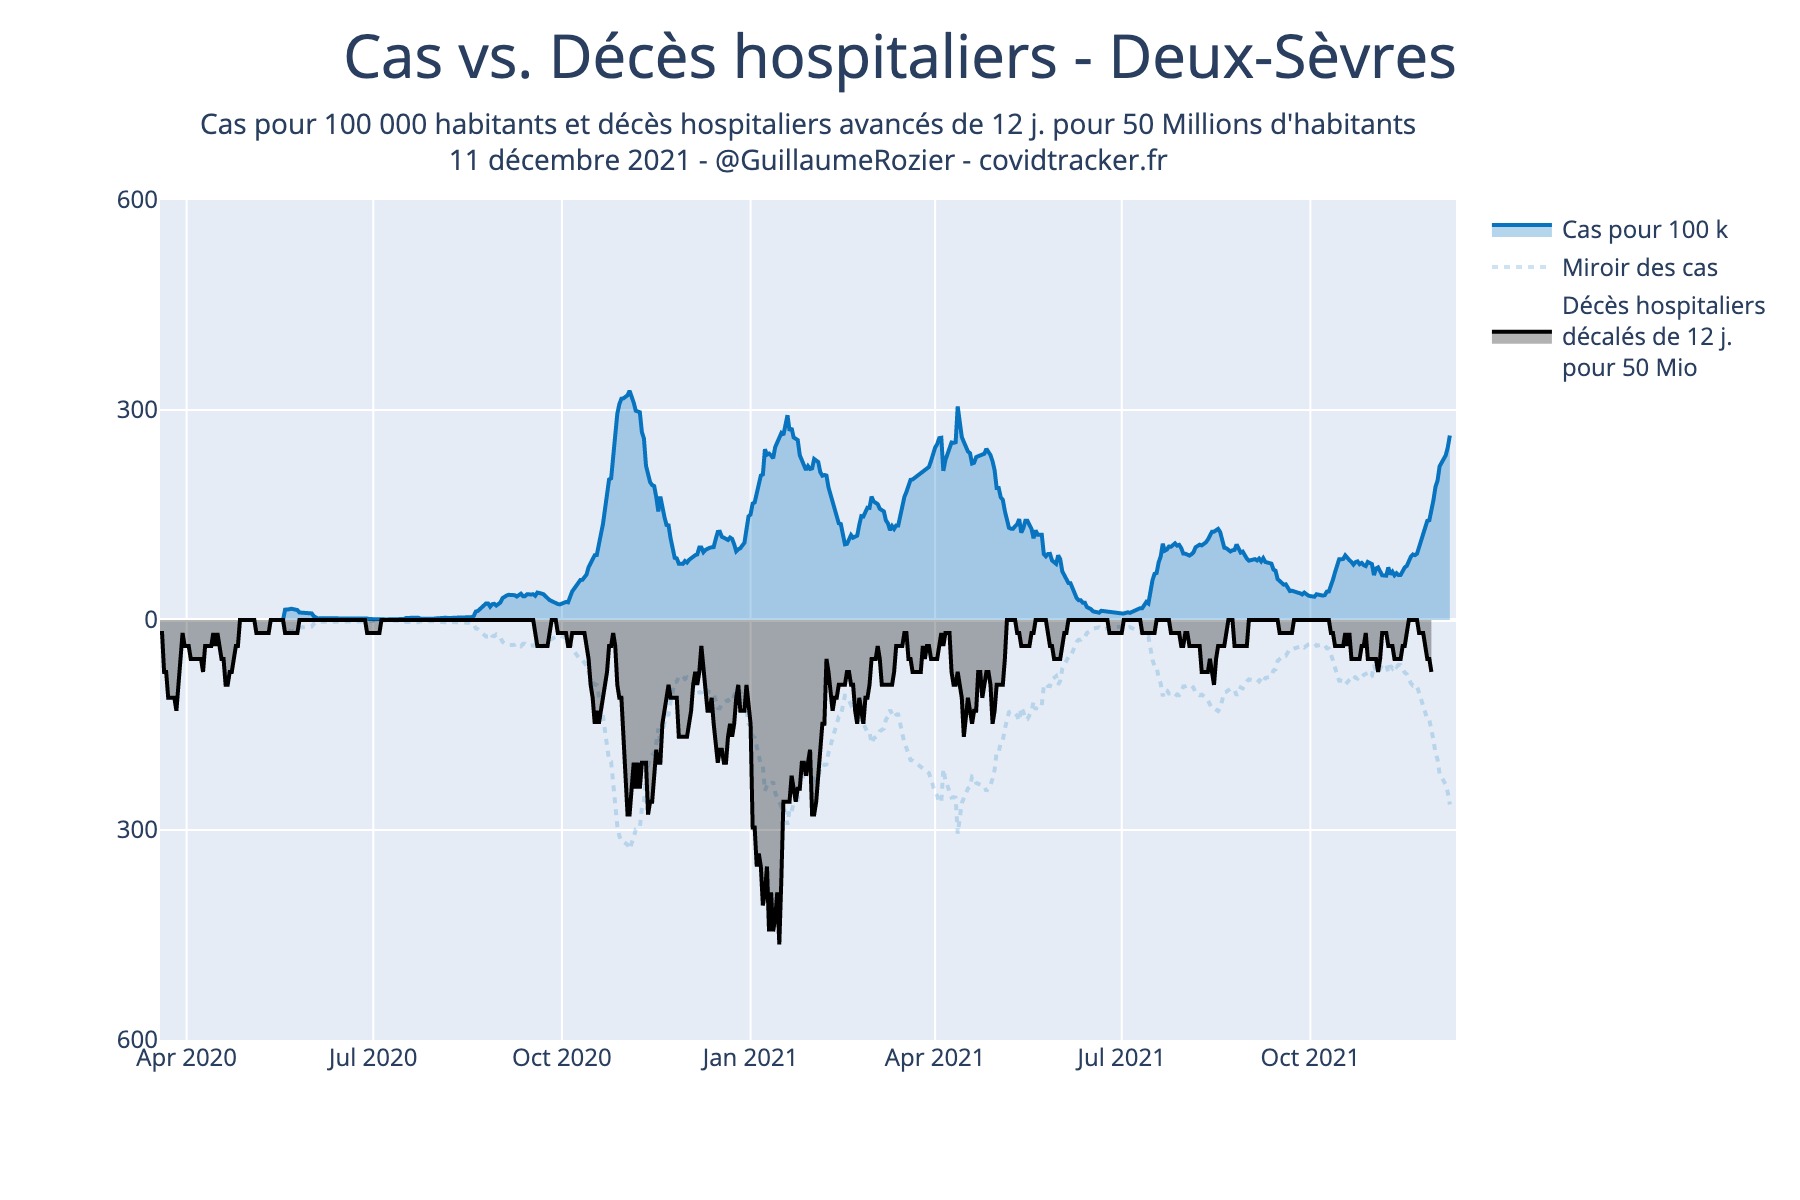 Cas vs. Décès hospitaliers - Deux-Sèvres
Cas pour 100 000 habitants et décès hospitaliers avancés de 12 j. pour 50 Millions d'habitants
11 décembre 2021 - @GuillaumeRozier - covidtracker.fr
600
300
0
300
600
Apr 2020
Jul 2020
Oct 2020
Jan 2021
Apr 2021
Jul 2021
Oct 2021
Cas pour 100 k
Miroir des cas
Décès hospitaliers
décalés de 12 j.
pour 50 Mio